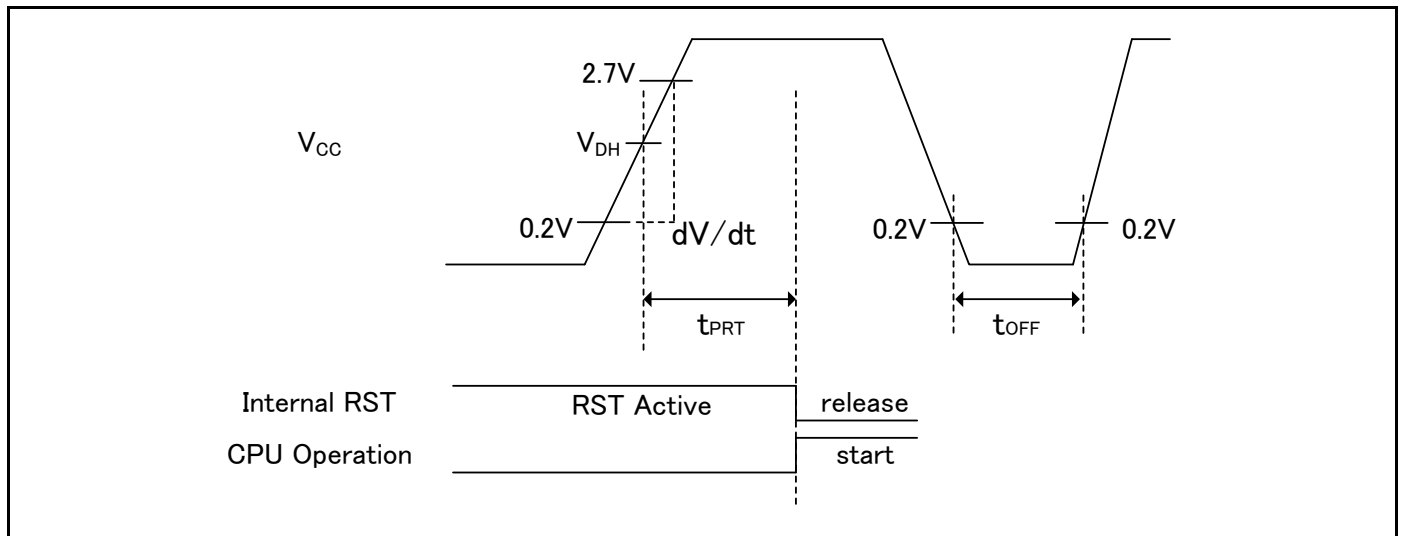 2.7V
VCC
VDH
0.2V
dV/dt
0.2V
0.2V
tPRT
tOFF
Internal RST
RST Active
release
CPU Operation
start